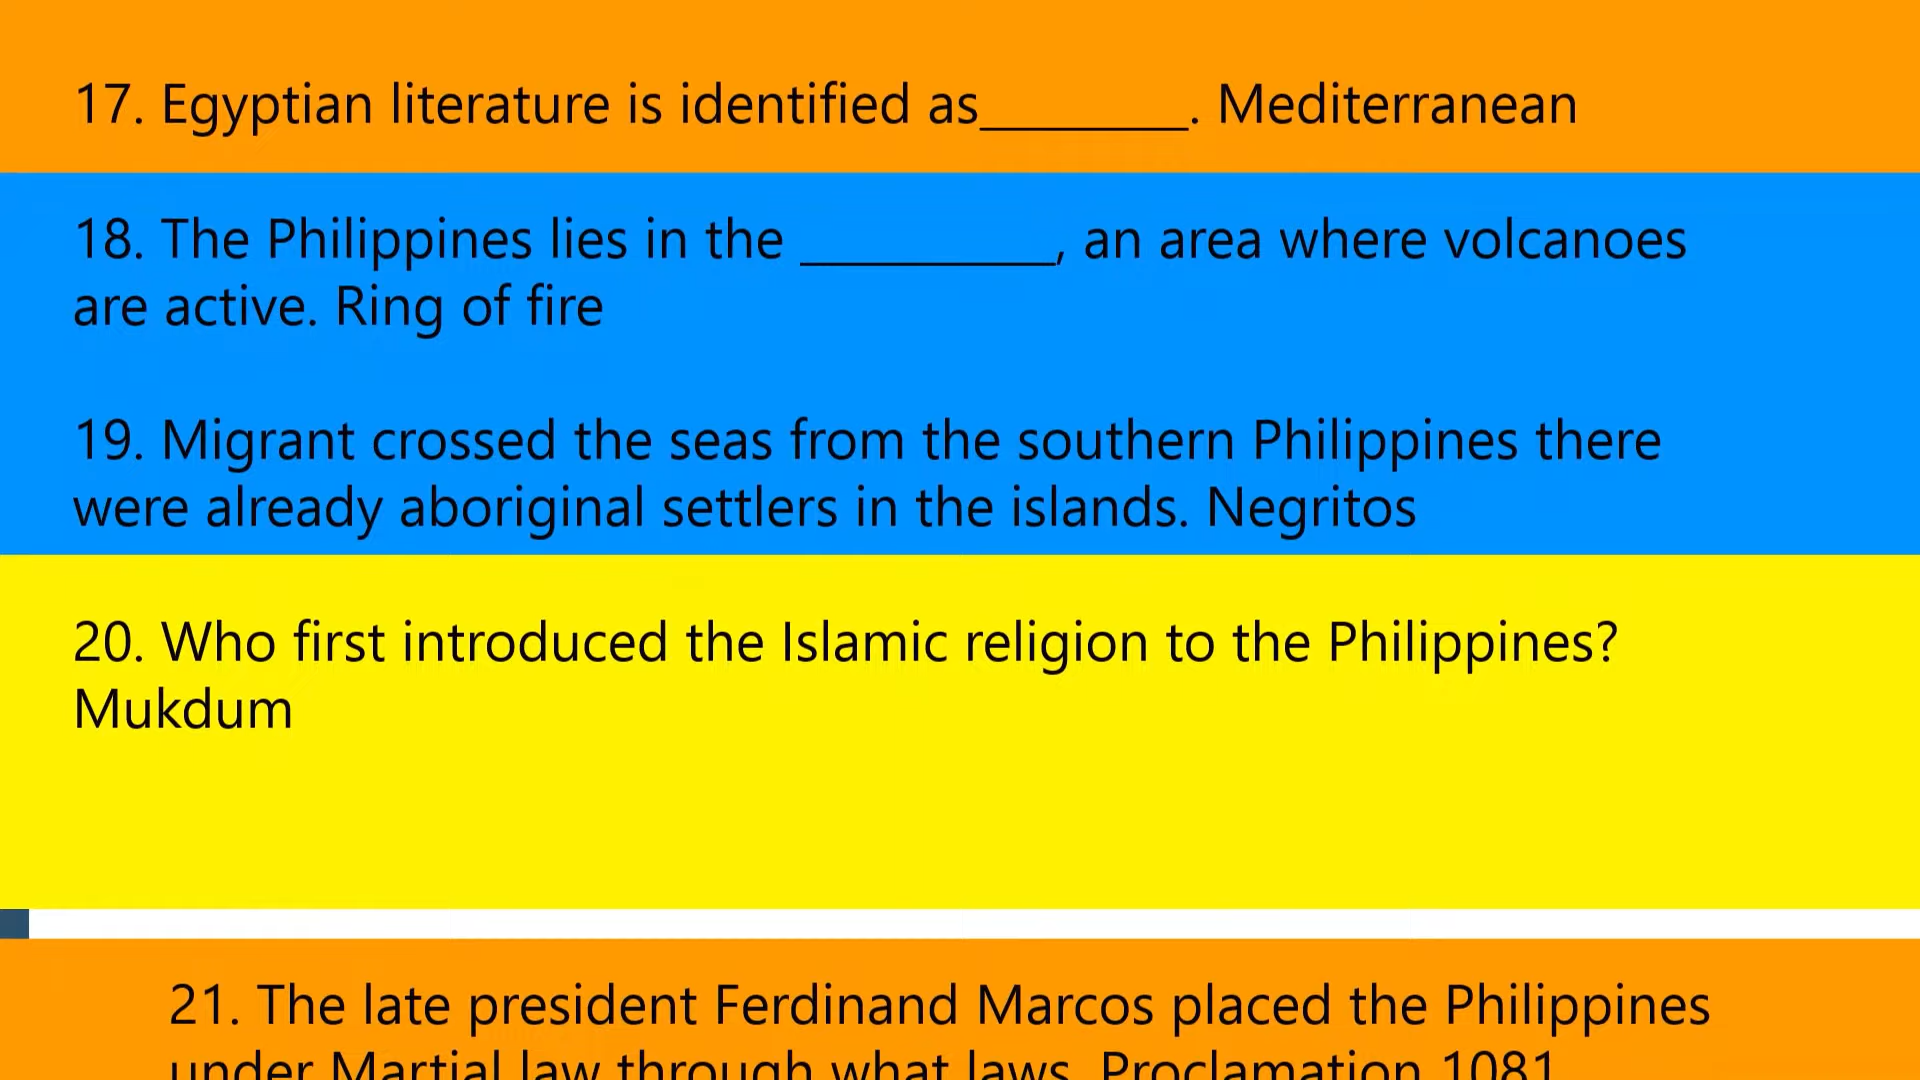 17. Egyptian literature is identified as________. Mediterranean
18. The Philippines lies in the __________, an area where volcanoes
are active. Ring of fire
19. Migrant crossed the seas from the southern Philippines there
were already aboriginal settlers in the islands. Negritos
20. Who first introduced the Islamic religion to the Philippines?
Mukdum
21. The late president Ferdinand Marcos placed the Philippines
under Martial law through what laws. Proclamation 1081